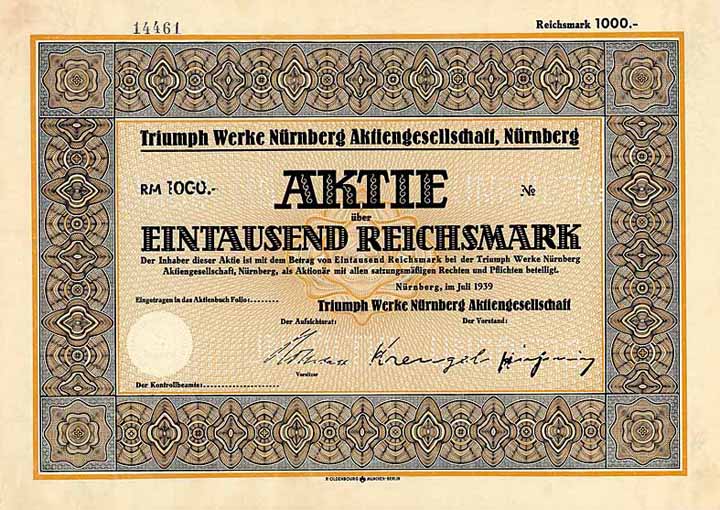 14461
Reichsmark 1000.-
Triumph Werke Nürnberg Aktiengesellschaft, Nürnberg
RM 1000.-
AKTIE
№
über
EINTAUSEND REICHSMARK
Der Inhaber dieser Aktie ist mit dem Betrag von Eintausend Reichsmark bei der Triumph Werke Nürnberg
Aktiengesellschaft, Nürnberg, als Aktionär mit allen satzungsmäßigen Rechten und Pflichten beteiligt.
Nürnberg, im Juli 1939
Eingetragen in das Aktienbuch Folio:........
Triumph Werke Nürnberg Aktiengesellschaft
Der Aufsichtsrat:
Der Vorstand:
Krengel
Vorsitzer
Der Kontrollbeamte:
R. OLDENBOURG MÜNCHEN-BERLIN